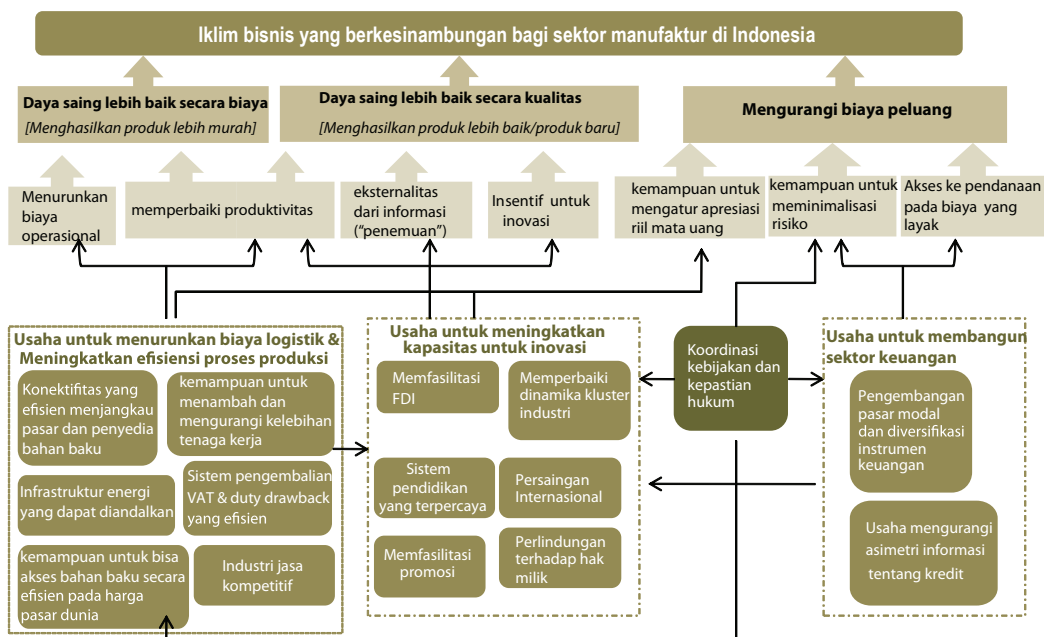 Iklim bisnis yang berkesinambungan bagi sektor manufaktur di Indonesia
Daya saing lebih baik secara biaya
[Menghasilkan produk lebih murah]
Daya saing lebih baik secara kualitas
[Menghasilkan produk lebih baik/produk baru]
Mengurangi biaya peluang
Menurunkan
biaya
operasional
memperbaiki produktivitas
eksternalitas
dari informasi
(“penemuan”)
Insentif untuk
inovasi
kemampuan untuk
mengatur apresiasi
riil mata uang
kemampuan untuk
meminimalisasi
risiko
Akses ke pendanaan
pada biaya yang
layak
Usaha untuk menurunkan biaya logistik &
Meningkatkan efisiensi proses produksi
Konektifitas yang
efisien menjangkau
pasar dan penyedia
bahan baku
kemampuan untuk
menambah dan
mengurangi kelebihan
tenaga kerja
Infrastruktur energi
yang dapat diandalkan
Sistem pengembalian
VAT & duty drawback
yang efisien
kemampuan untuk bisa
akses bahan baku secara
efisien pada harga
pasar dunia
Industri jasa
kompetitif
Usaha untuk meningkatkan
kapasitas untuk inovasi
Memfasilitasi
FDI
Memperbaiki
dinamika kluster
industri
Sistem
pendidikan
yang terpercaya
Persaingan
Internasional
Memfasilitasi
promosi
Perlindungan
terhadap hak
milik
Koordinasi
kebijakan dan
kepastian
hukum
Usaha untuk membangun
sektor keuangan
Pengembangan
pasar modal
dan diversifikasi
instrumen
keuangan
Usaha mengurangi
asimetri informasi
tentang kredit